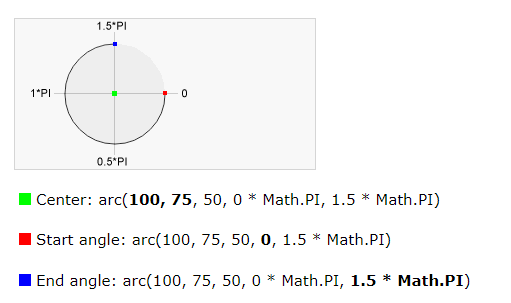 1.5*PI
1*PI 0
0.5*PI
Center: arc(100, 75, 50, 0 * Math.PI, 1.5 * Math.PI)
Start angle: arc(100, 75, 50, 0, 1.5 * Math.PI)
End angle: arc(100, 75, 50, 0 * Math.PI, 1.5 * Math.PI)